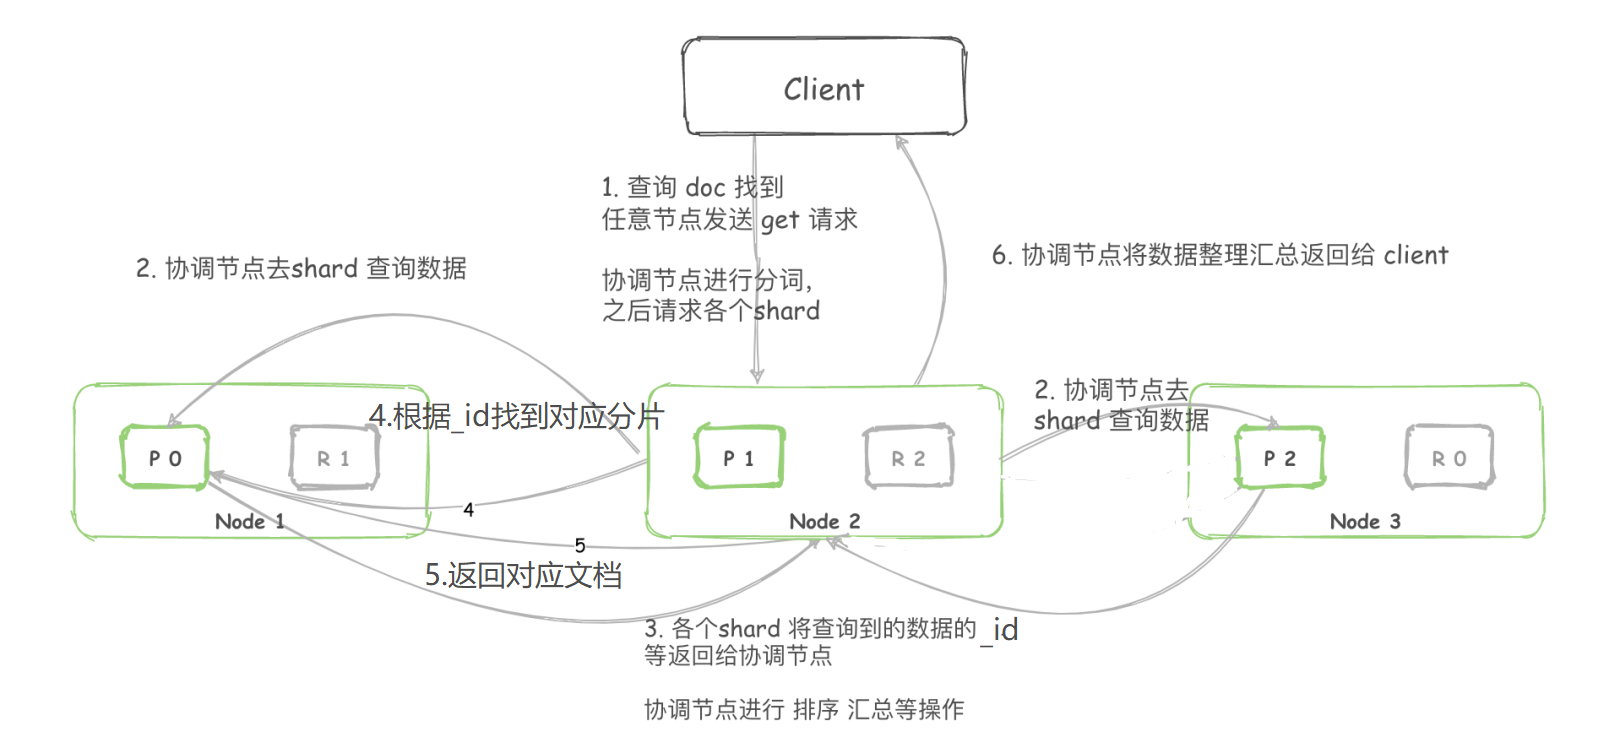 Client
1. 查询 doc 找到
任意节点发送 get 请求
协调节点进行分词，
之后请求各个shard
2. 协调节点去shard 查询数据
6. 协调节点将数据整理汇总返回给 client
2. 协调节点去
shard 查询数据
4.根据_id找到对应分片
P 0
R 1
Node 1
P 1
R 2
Node 2
P 2
R 0
Node 3
4
5
5.返回对应文档
3. 各个shard 将查询到的数据的 _id
等返回给协调节点
协调节点进行 排序 汇总等操作